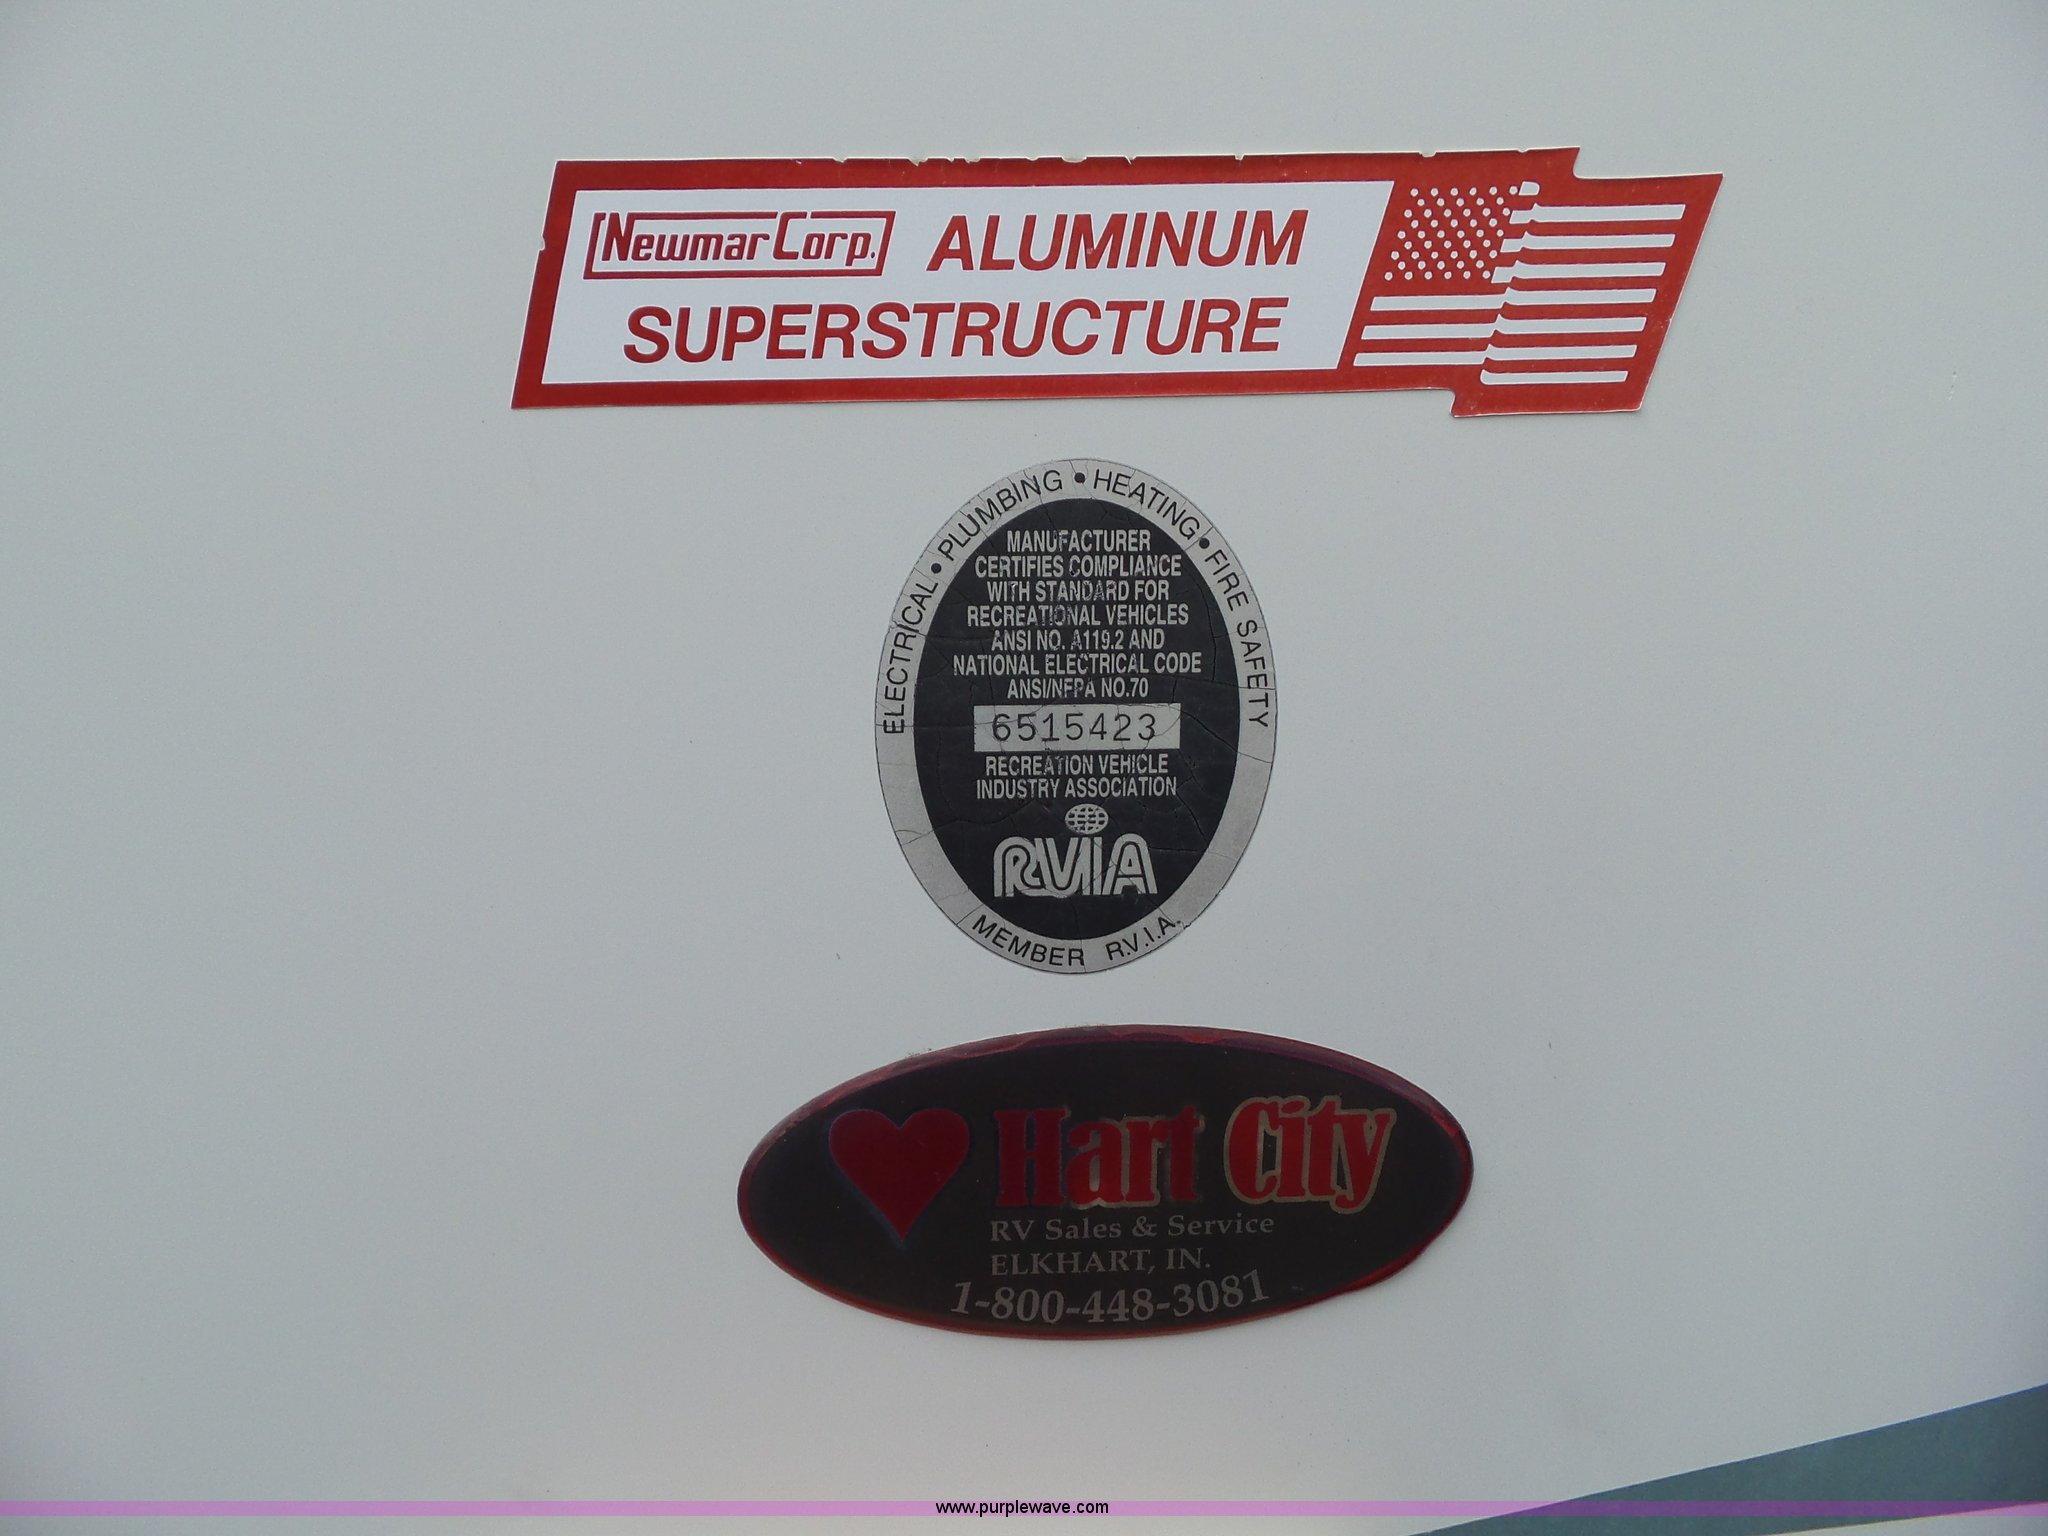 Newmar Corp. ALUMINUM
SUPERSTRUCTURE
ELECTRICAL • PLUMBING • HEATING • FIRE SAFETY
MANUFACTURER
CERTIFIES COMPLIANCE
WITH STANDARD FOR
RECREATIONAL VEHICLES
ANSI NO. A119.2 AND
NATIONAL ELECTRICAL CODE
ANSI/NFPA NO.70
6515423
RECREATION VEHICLE
INDUSTRY ASSOCIATION
RVIA
MEMBER R.V.I.A.
Hart City
RV Sales & Service
ELKHART, IN.
1-800-448-3081
www.purplewave.com